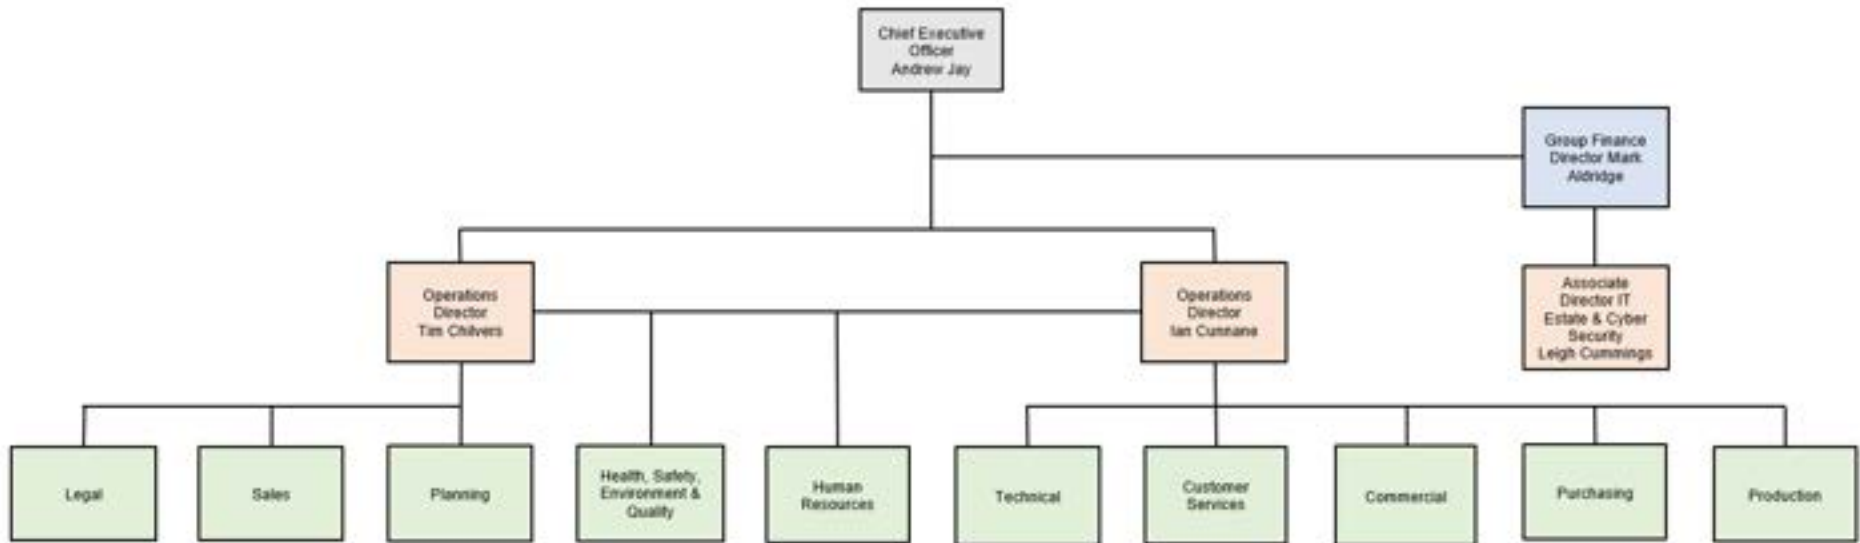 Chief Executive
Officer
Andrew Jay
Group Finance
Director Mark
Aldridge
Operations
Director
Tim Chilvers
Operations
Director
Ian Cunnane
Associate
Director IT
Estate & Cyber
Security
Leigh Cummings
Legal
Sales
Planning
Health, Safety,
Environment &
Quality
Human
Resources
Technical
Customer
Services
Commercial
Purchasing
Production